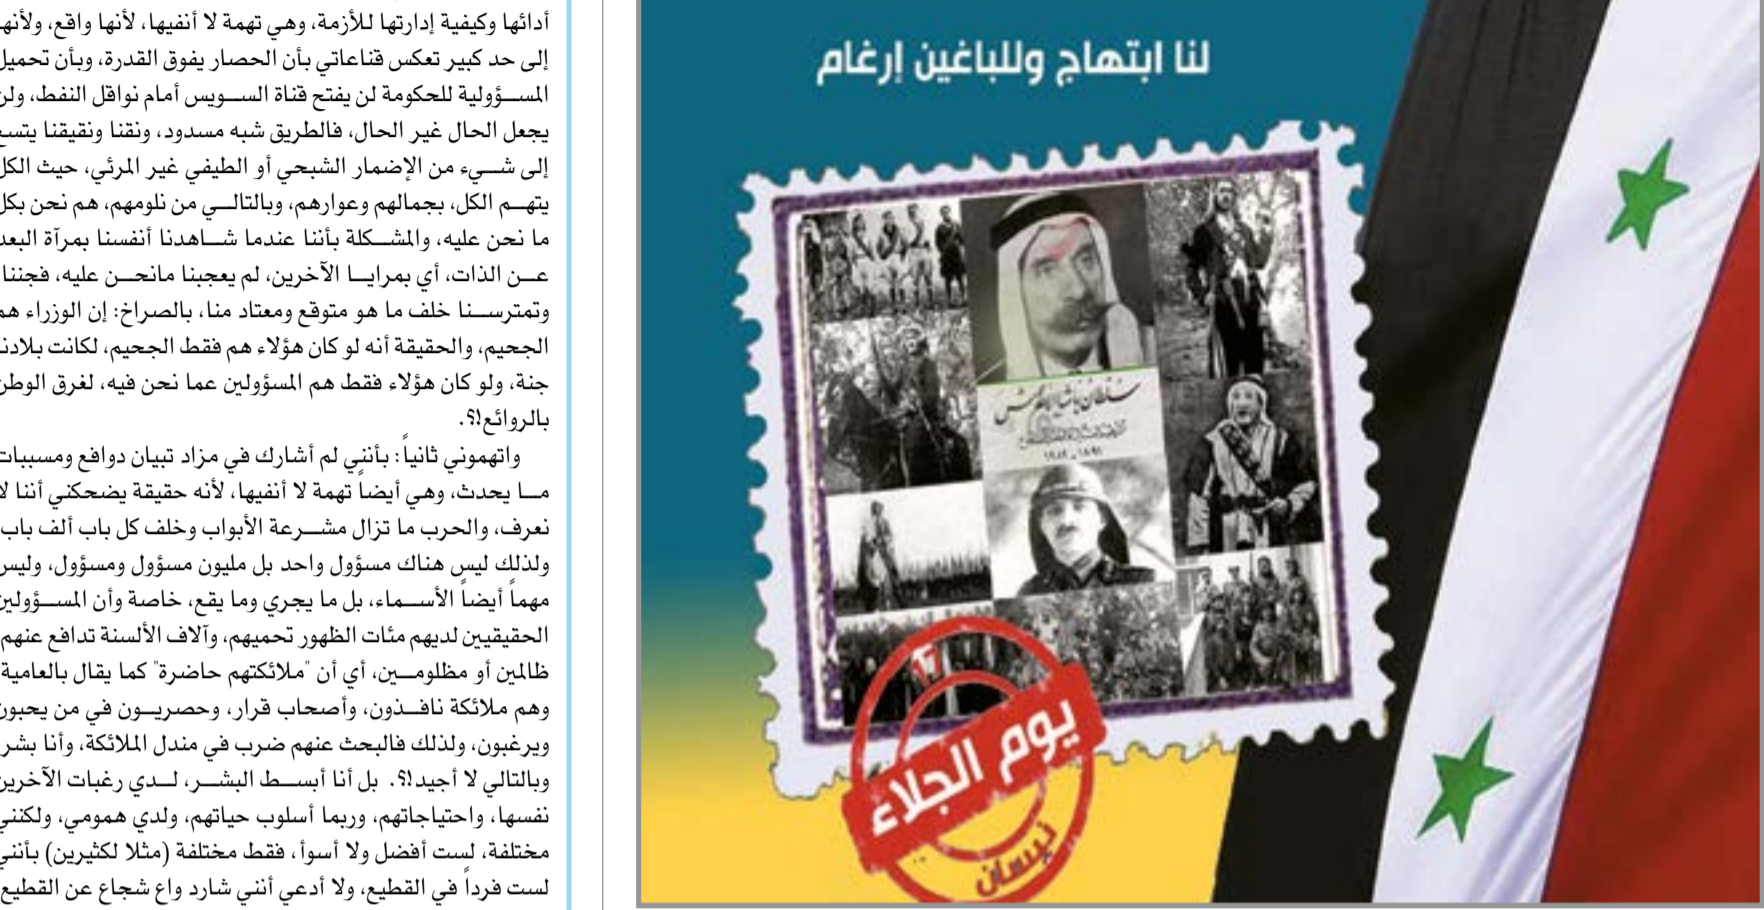 لنا ابتهاج وللباغين إرغام
سلطان باشا الأطرش
١٨٩١ - ١٩٨٢
١٧
يوم الجلاء
نيسان
أدائها وكيفية إدارتها للأزمة، وهي تهمة لا أنفيها، لأنها واقع، ولأنها
إلى حد كبير تعكس قناعاتي بأن الحصار يفوق القدرة، وبأن تحميل
المسؤولية للحكومة لن يفتح قناة السويس أمام نواقل النفط، ولن
يجعل الحال غير الحال، فالطريق شبه مسدود، ونقنا ونقيقنا يتسع
إلى شيء من الإضمار الشبحي أو الطيفي غير المرئي، حيث الكل
يتهم الكل، بجمالهم وعوارهم، وبالتالي من نلومهم، هم نحن بكل
ما نحن عليه، والمشكلة بأننا عندما شاهدنا أنفسنا بمرآة البعد
عن الذات، أي بمرايا الآخرين، لم يعجبنا مانحن عليه، فجننا
وتمترسنا خلف ما هو متوقع ومعتاد منا، بالصراخ: إن الوزراء هم
الجحيم، والحقيقة أنه لو كان هؤلاء هم فقط الجحيم، لكانت بلادنا
جنة، ولو كان هؤلاء فقط هم المسؤولين عما نحن فيه، لغرق الوطن
بالروائع!؟.
واتهموني ثانياً: بأنني لم أشارك في مزاد تبيان دوافع ومسببات
ما يحدث، وهي أيضاً تهمة لا أنفيها، لأنه حقيقة يضحكني أننا لا
نعرف، والحرب ما تزال مشرعة الأبواب وخلف كل باب ألف باب،
ولذلك ليس هناك مسؤول واحد بل مليون مسؤول ومسؤول، وليس
مهماً أيضاً الأسماء، بل ما يجري وما يقع، خاصة وأن المسؤولين
الحقيقيين لديهم مئات الظهور تحميهم، وآلاف الألسنة تدافع عنهم
ظالمين أو مظلومين، أي أن "ملائكتهم حاضرة" كما يقال بالعامية،
وهم ملائكة نافذون، وأصحاب قرار، وحصريون في من يحبون
ويرغبون، ولذلك فالبحث عنهم ضرب في مندل الملائكة، وأنا بشر
وبالتالي لا أجيد!؟. بل أنا أبسط البشر، لدي رغبات الآخرين
نفسها، واحتياجاتهم، وربما أسلوب حياتهم، ولدي همومي، ولكنني
مختلفة، لست أفضل ولا أسوأ، فقط مختلفة (مثلا لكثيرين) بأنني
لست فرداً في القطيع، ولا أدعي أنني شارد واع شجاع عن القطيع